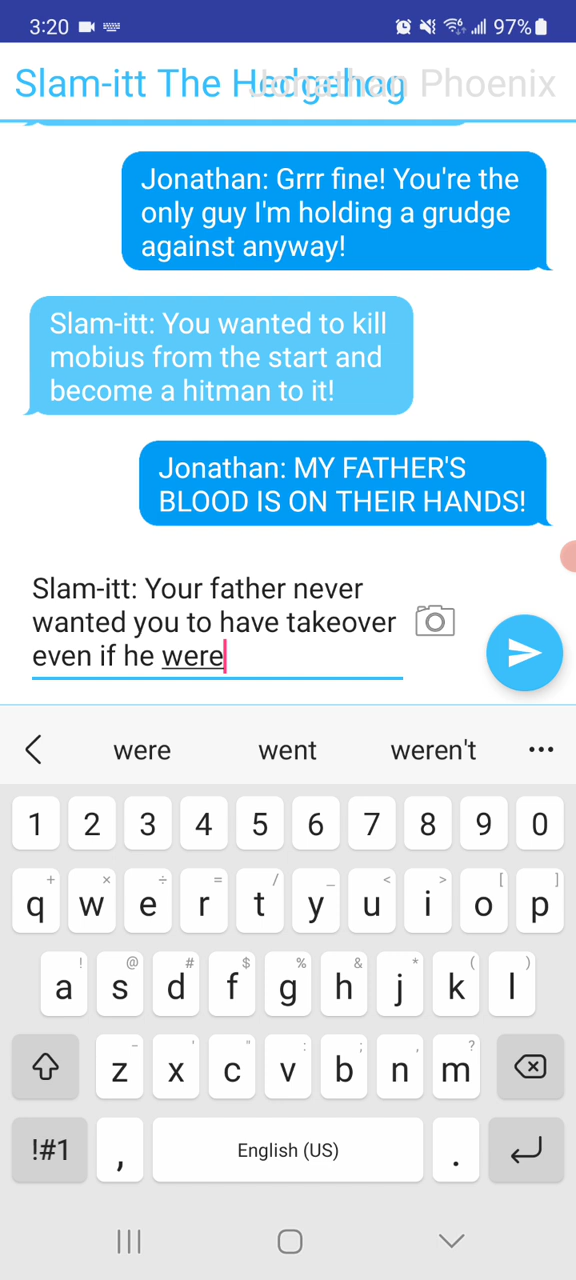 3:20 97%
Slam-itt The Hedgehog Jonathan Phoenix
Jonathan: Grrr fine! You're the
only guy I'm holding a grudge
against anyway!
Slam-itt: You wanted to kill
mobius from the start and
become a hitman to it!
Jonathan: MY FATHER'S
BLOOD IS ON THEIR HANDS!
Slam-itt: Your father never
wanted you to have takeover
even if he were
were went weren't
1 2 3 4 5 6 7 8 9 0
+ × ÷ = / _ < > [ ]
q w e r t y u i o p
! @ # $ % & * ( )
a s d f g h j k l
- ' " : ; , ?
z x c v b n m
!#1 , English (US) .